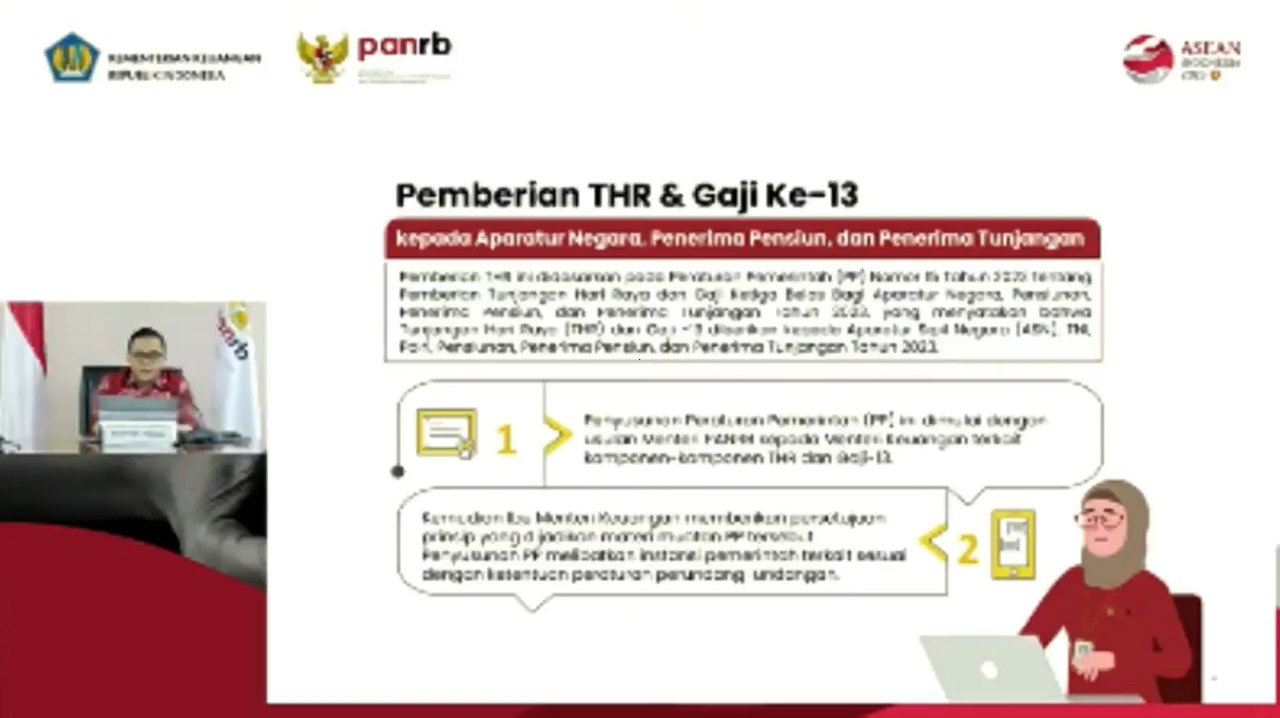 KEMENTERIAN KEUANGAN
REPUBLIK INDONESIA
panrb
ASEAN
INDONESIA
Pemberian THR & Gaji Ke-13
kepada Aparatur Negara, Penerima Pensiun, dan Penerima Tunjangan
Pemberian THR ini didasarkan pada Peraturan Pemerintah (PP) Nomor 15 Tahun 2023 tentang
Pemberian Tunjangan Hari Raya dan Gaji Ketiga Belas Bagi Aparatur Negara, Pensiunan,
Penerima Pensiun, dan Penerima Tunjangan Tahun 2023, yang menyatakan bahwa
Tunjangan Hari Raya (THR) dan Gaji -13 diberikan kepada Aparatur Sipil Negara (ASN), TNI,
Polri, Pensiunan, Penerima Pensiun, dan Penerima Tunjangan Tahun 2023.
1
Penyusunan Peraturan Pemerintah (PP) ini dimulai dengan
usulan Menteri PANRB kepada Menteri Keuangan terkait
komponen-komponen THR dan Gaji-13.
Kemudian Ibu Menteri Keuangan memberikan persetujuan
prinsip yang dijadikan materi muatan PP tersebut
Penyusunan PP melibatkan instansi pemerintah terkait sesuai
dengan ketentuan peraturan perundang-undangan.
2
panrb